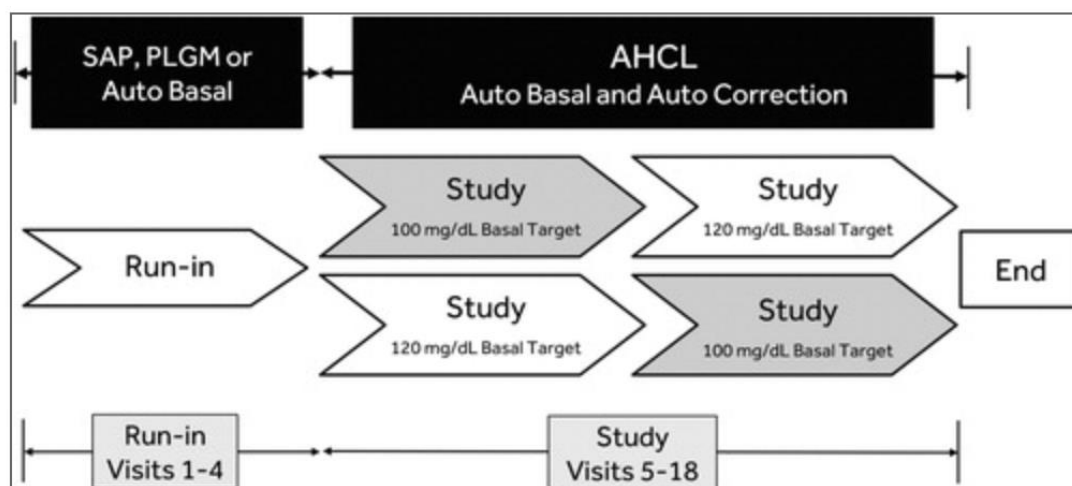 SAP, PLGM or
Auto Basal
AHCL
Auto Basal and Auto Correction
Run-in
Study
100 mg/dL Basal Target
Study
120 mg/dL Basal Target
Study
120 mg/dL Basal Target
Study
100 mg/dL Basal Target
End
Run-in
Visits 1-4
Study
Visits 5-18